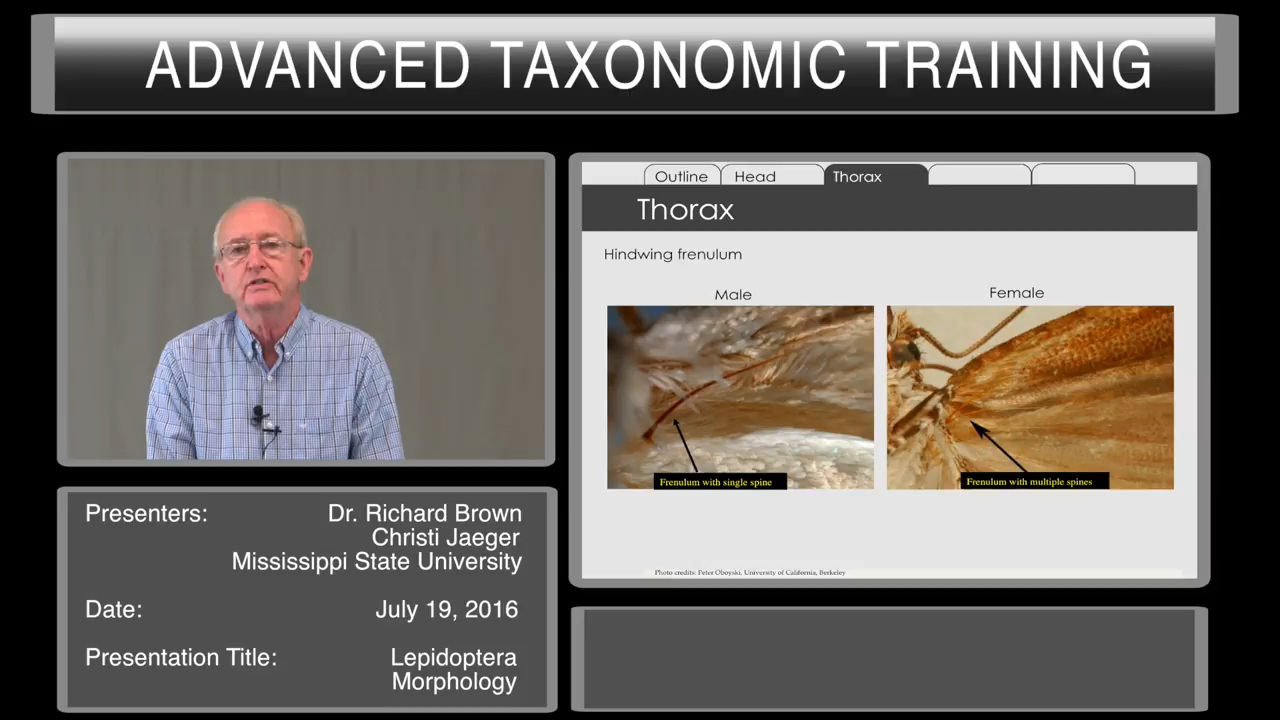 ADVANCED TAXONOMIC TRAINING
Outline
Head
Thorax
Thorax
Hindwing frenulum
Male
Female
Frenulum with single spine
Frenulum with multiple spines
Photo credits: Peter Oboyski, University of California, Berkeley
Presenters: Dr. Richard Brown
Christi Jaeger
Mississippi State University
Date: July 19, 2016
Presentation Title: Lepidoptera
Morphology